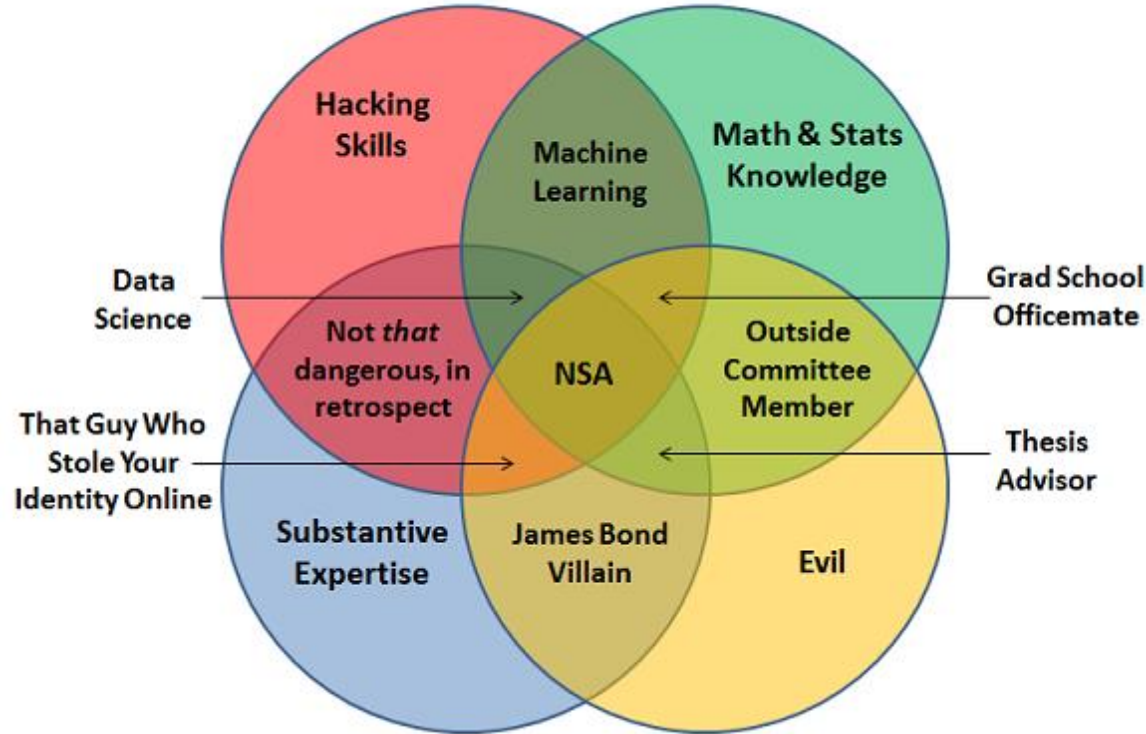 Hacking
Skills
Math & Stats
Knowledge
Machine
Learning
Data
Science
Grad School
Officemate
Not that
dangerous, in
retrospect
NSA
Outside
Committee
Member
That Guy Who
Stole Your
Identity Online
Thesis
Advisor
Substantive
Expertise
James Bond
Villain
Evil